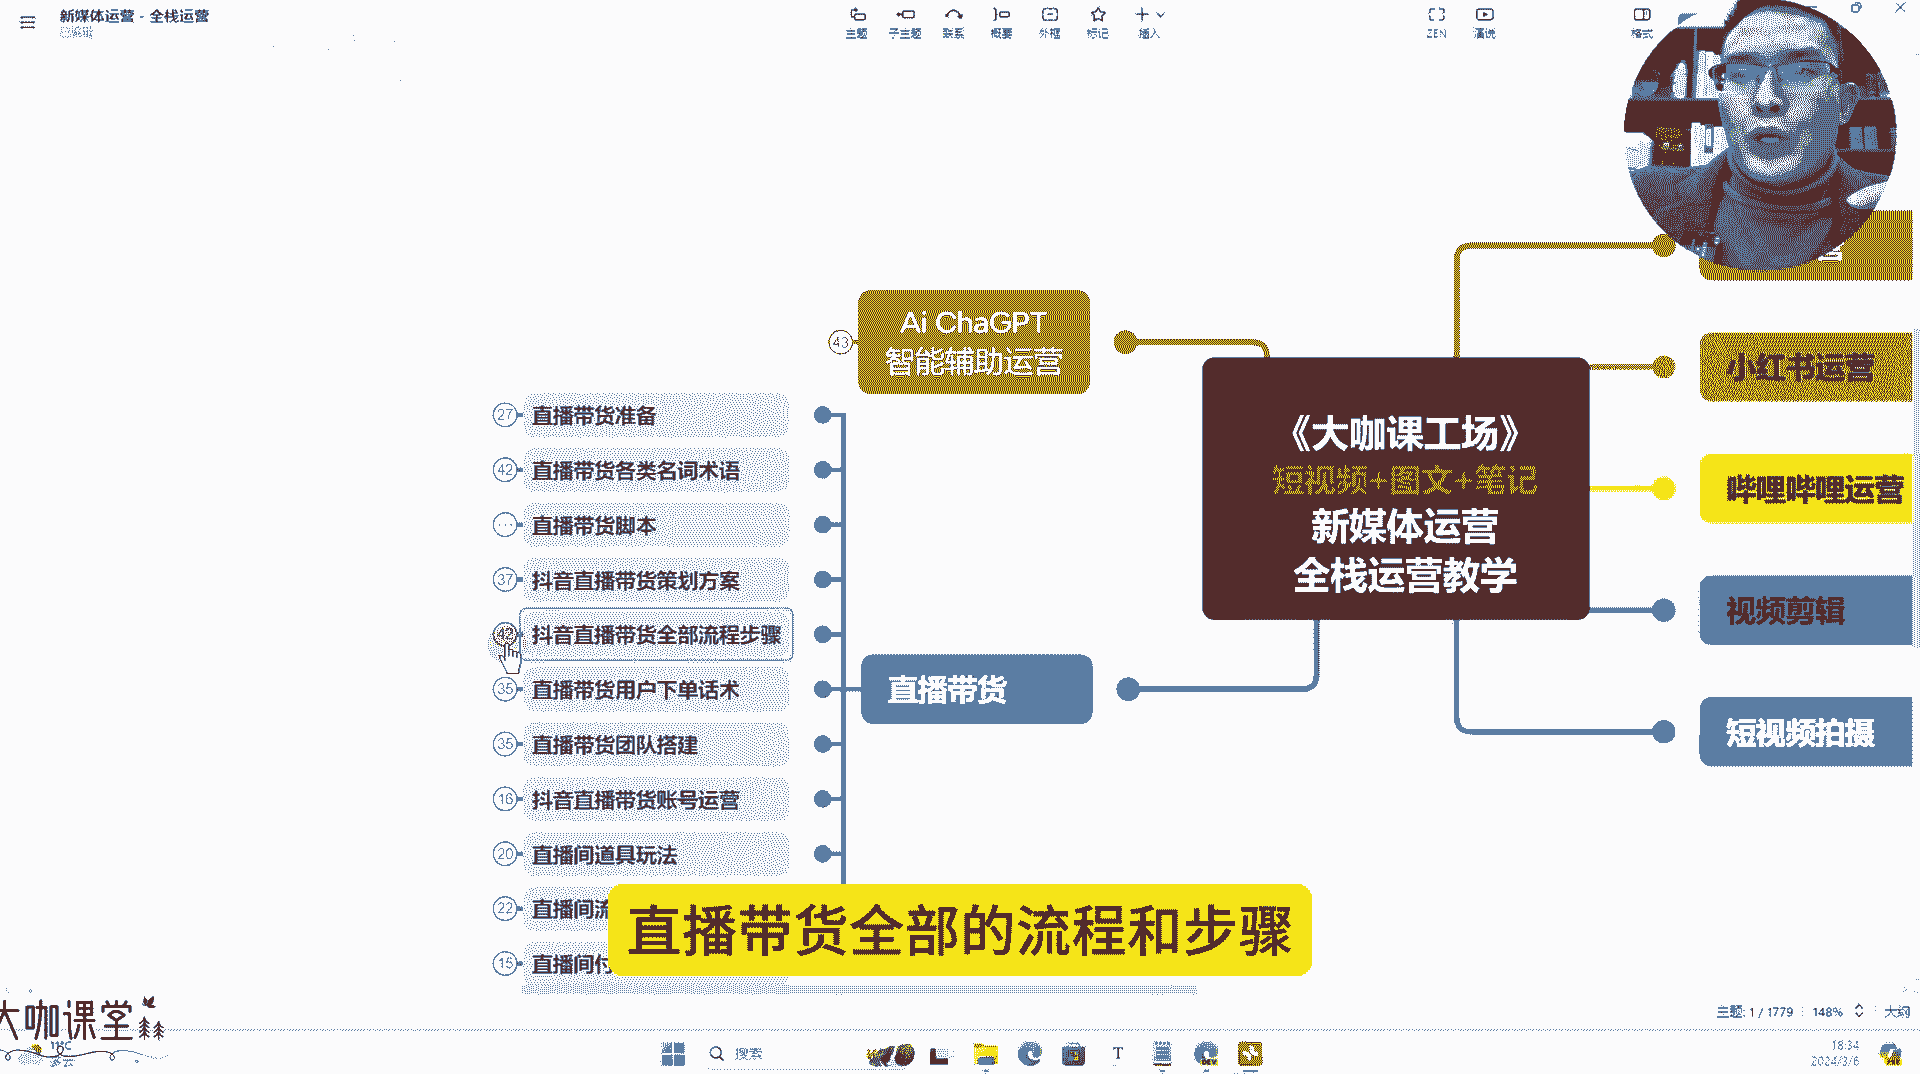 新媒体运营 - 全栈运营
已编辑
主题
子主题
联系
概要
外框
标记
插入
ZEN
演说
格式
43
Ai ChaGPT
智能辅助运营
27 直播带货准备
42 直播带货各类名词术语
直播带货脚本
37 抖音直播带货策划方案
抖音直播带货全部流程步骤
35 直播带货用户下单话术
35 直播带货团队搭建
16 抖音直播带货账号运营
20 直播间道具玩法
22 直播间流
15 直播间付
直播带货
《大咖课工场》
短视频+图文+笔记
新媒体运营
全栈运营教学
小红书运营
哔哩哔哩运营
视频剪辑
短视频拍摄
直播带货全部的流程和步骤
大咖课堂
主题: 1 / 1779
148%
大纲
搜索
18:34
2024/3/6